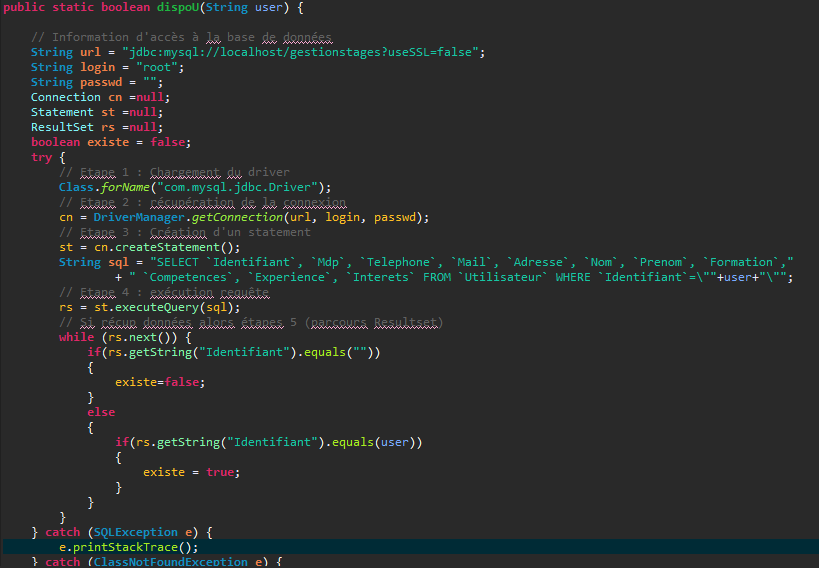 public static boolean dispoU(String user) {
// Information d'accès à la base de données
String url = "jdbc:mysql://localhost/gestionstages?useSSL=false";
String login = "root";
String passwd = "";
Connection cn =null;
Statement st =null;
ResultSet rs =null;
boolean existe = false;
try {
// Etape 1 : Chargement du driver
Class.forName("com.mysql.jdbc.Driver");
// Etape 2 : récupération de la connexion
cn = DriverManager.getConnection(url, login, passwd);
// Etape 3 : Création d'un statement
st = cn.createStatement();
String sql = "SELECT `Identifiant`, `Mdp`, `Telephone`, `Mail`, `Adresse`, `Nom`, `Prenom`, `Formation`,"
+ " `Competences`, `Experience`, `Interets` FROM `Utilisateur` WHERE `Identifiant`=\""+user+"\"";
// Etape 4 : exécution requête
rs = st.executeQuery(sql);
// Si récup données alors étapes 5 (parcours Resultset)
while (rs.next()) {
if(rs.getString("Identifiant").equals(""))
{
existe=false;
}
else
{
if(rs.getString("Identifiant").equals(user))
{
existe = true;
}
}
}
} catch (SQLException e) {
e.printStackTrace();
} catch (ClassNotFoundException e) {